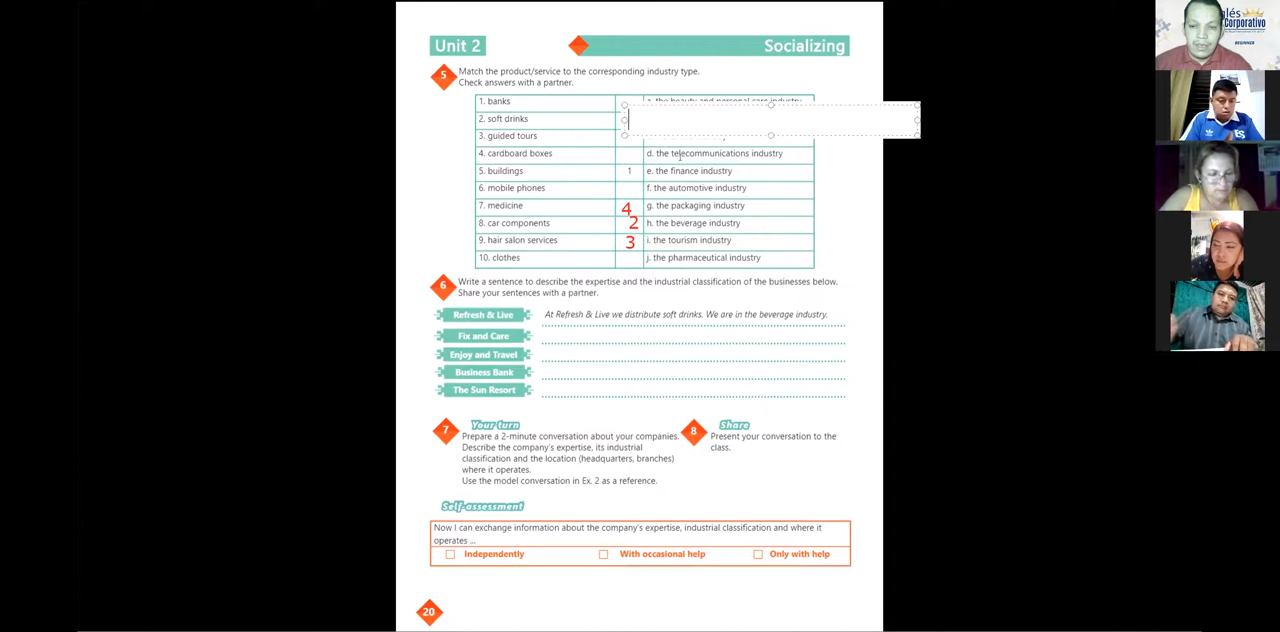 Unit 2
Socializing
5
Match the product/service to the corresponding industry type.
Check answers with a partner.
1. banks a. the beauty and personal care industry
2. soft drinks
3. guided tours
4. cardboard boxes d. the telecommunications industry
5. buildings 1 e. the finance industry
6. mobile phones f. the automotive industry
7. medicine 4 g. the packaging industry
8. car components 2 h. the beverage industry
9. hair salon services 3 i. the tourism industry
10. clothes j. the pharmaceutical industry
6
Write a sentence to describe the expertise and the industrial classification of the businesses below.
Share your sentences with a partner.
Refresh & Live At Refresh & Live we distribute soft drinks. We are in the beverage industry.
Fix and Care
Enjoy and Travel
Business Bank
The Sun Resort
7
Your turn
Prepare a 2-minute conversation about your companies.
Describe the company's expertise, its industrial
classification and the location (headquarters, branches)
where it operates.
Use the model conversation in Ex. 2 as a reference.
8
Share
Present your conversation to the
class.
Self-assessment
Now I can exchange information about the company's expertise, industrial classification and where it
operates ...
Independently With occasional help Only with help
20
glés
Corporativo
BEGINNER